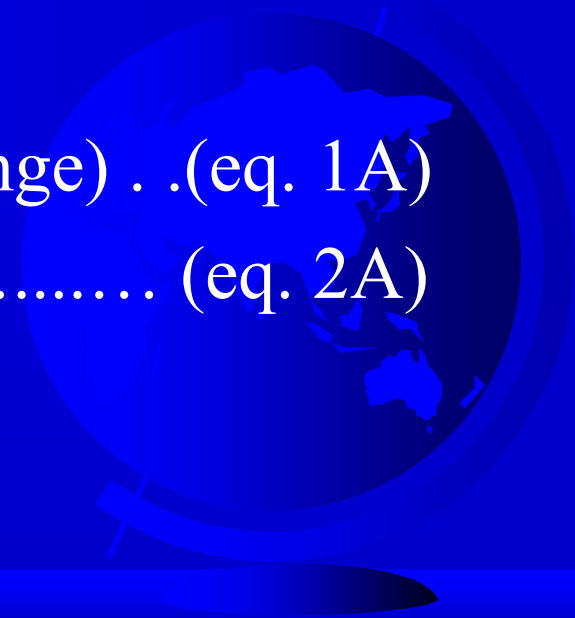 nge) . .(eq. 1A)
.....… (eq. 2A)